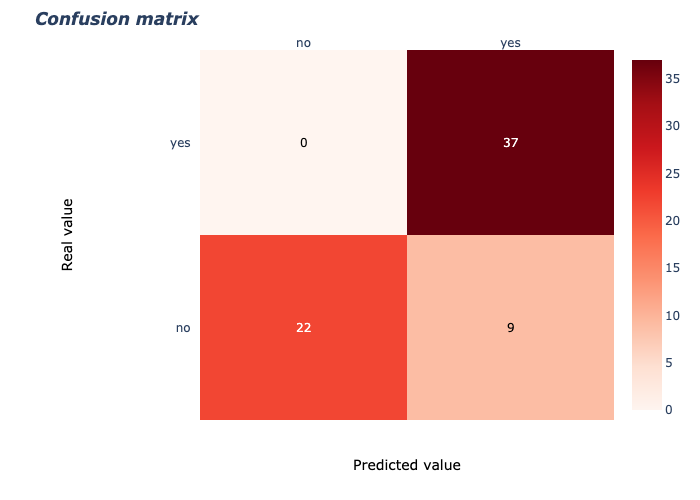 Confusion matrix
no yes
yes 0 37
no 22 9
35
30
25
20
15
10
5
0
Real value
Predicted value